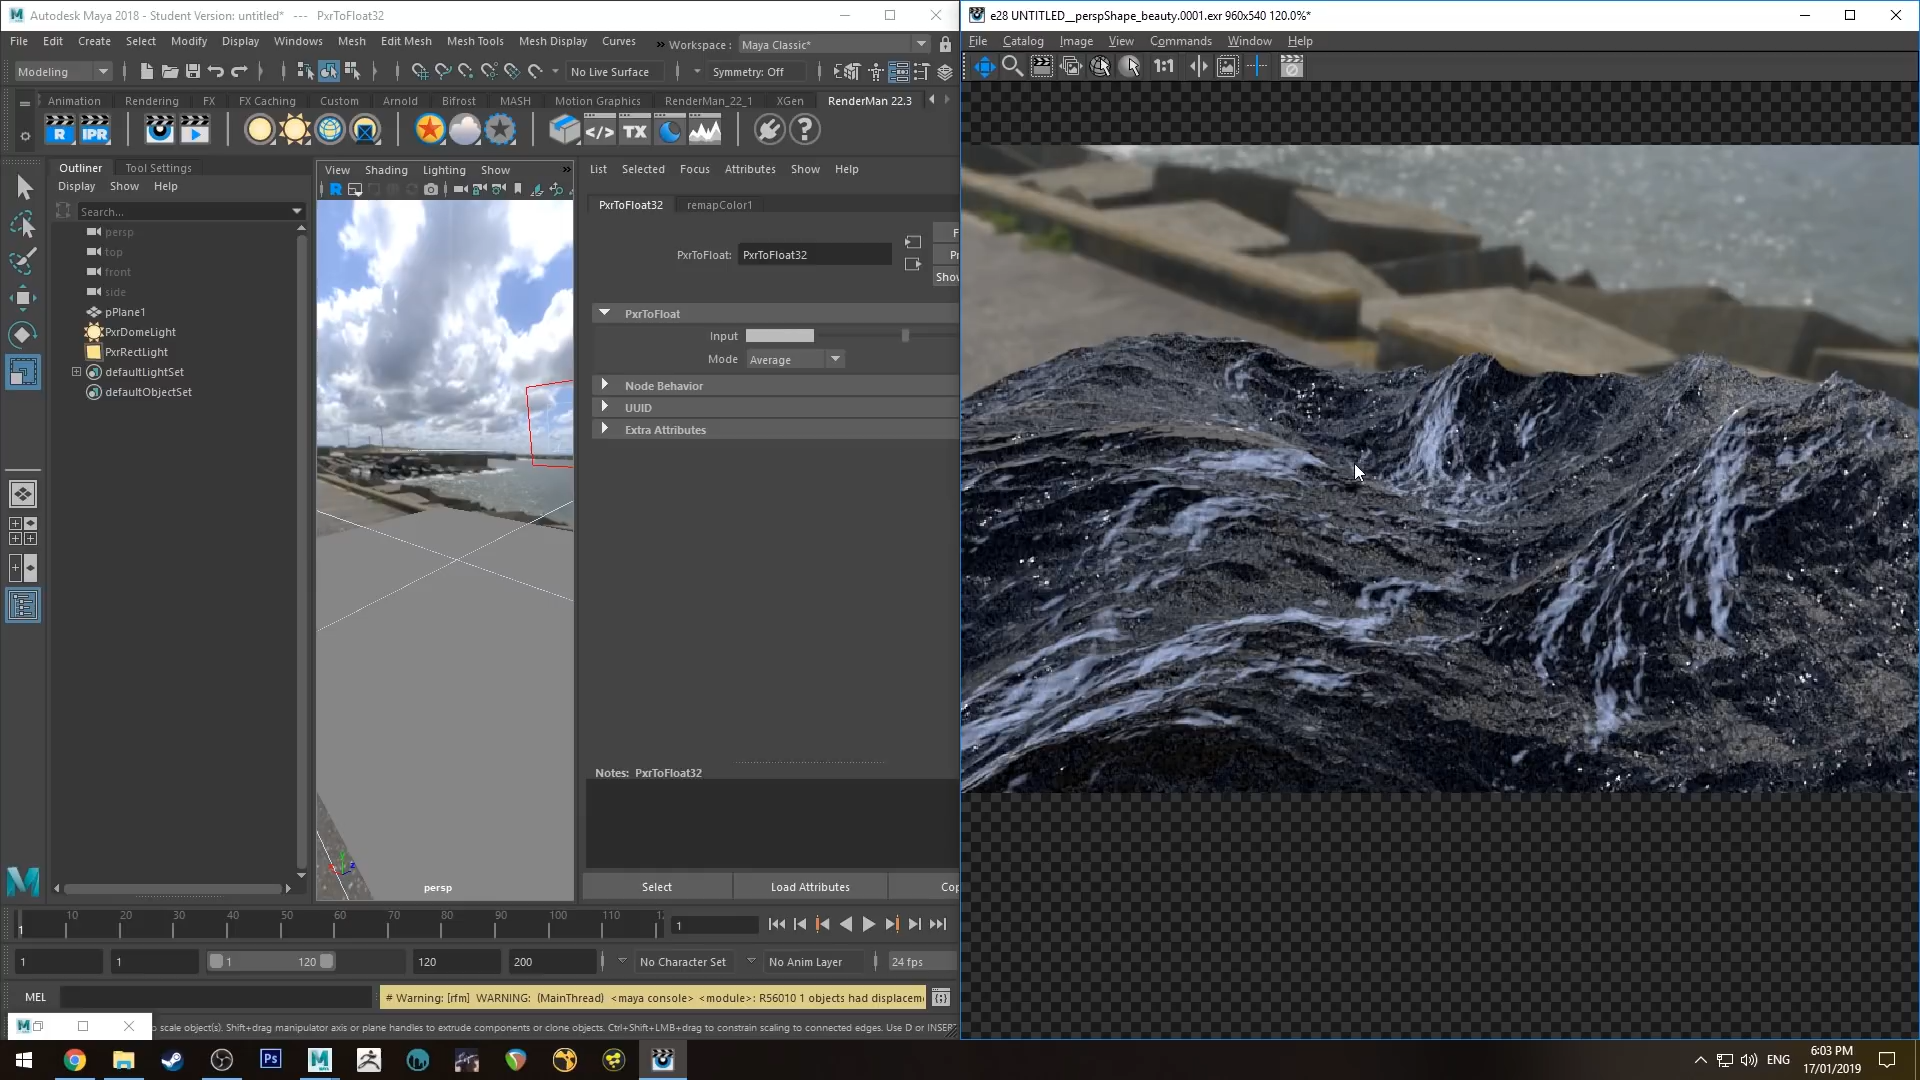 Autodesk Maya 2018 - Student Version: untitled*   ---   PxrToFloat32
File Edit Create Select Modify Display Windows Mesh Edit Mesh Mesh Tools Mesh Display Curves » Workspace : Maya Classic*
Modeling No Live Surface Symmetry: Off
Animation Rendering FX FX Caching Custom Arnold Bifrost MASH Motion Graphics RenderMan_22_1 XGen RenderMan 22.3
R IPR </> TX ?
Outliner Tool Settings
Display Show Help
Search...
persp
top
front
side
pPlane1
PxrDomeLight
PxrRectLight
defaultLightSet
defaultObjectSet
View Shading Lighting Show »
R
persp
List Selected Focus Attributes Show Help
PxrToFloat32 remapColor1
PxrToFloat: PxrToFloat32
F
Pr
Show
PxrToFloat
Input
Mode Average
Node Behavior
UUID
Extra Attributes
Notes: PxrToFloat32
Select Load Attributes Cop
10 20 30 40 50 60 70 80 90 100 110
1 1
1 1 1 120 120 200 No Character Set No Anim Layer 24 fps
MEL # Warning: [rfm] WARNING: (MainThread) <maya console> <module>: R56010 1 objects had displacem
scale object(s). Shift+drag manipulator axis or plane handles to extrude components or clone objects. Ctrl+Shift+LMB+drag to constrain scaling to connected edges. Use D or INSER
e28 UNTITLED__perspShape_beauty.0001.exr 960x540 120.0%*
File Catalog Image View Commands Window Help
1:1
Ps
ENG
6:03 PM
17/01/2019